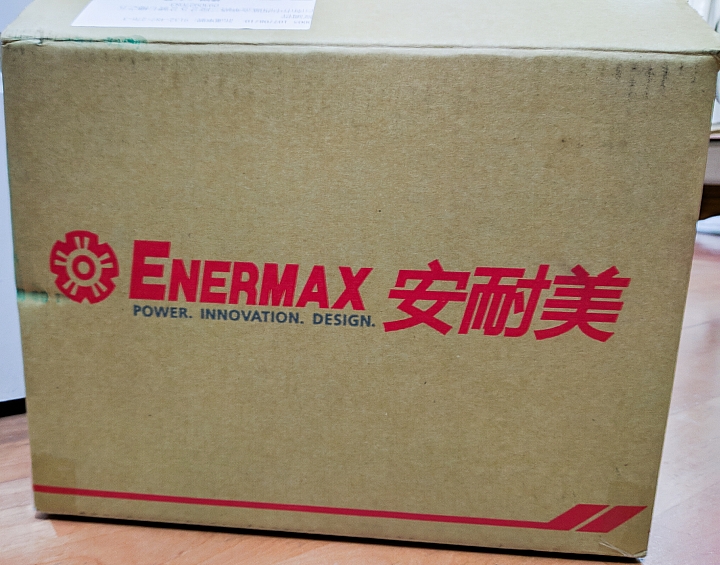 ENERMAX 安耐美
POWER. INNOVATION. DESIGN.